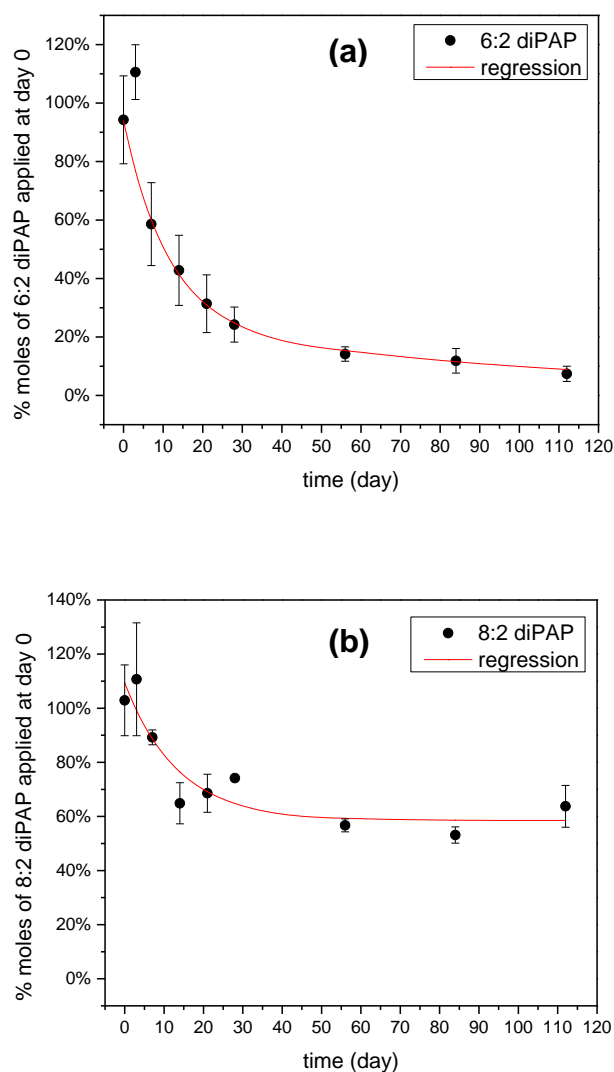 (a)
6:2 diPAP
regression
% moles of 6:2 diPAP applied at day 0
120%
100%
80%
60%
40%
20%
0%
0 10 20 30 40 50 60 70 80 90 100 110 120
time (day)
(b)
8:2 diPAP
regression
% moles of 8:2 diPAP applied at day 0
140%
120%
100%
80%
60%
40%
20%
0%
0 10 20 30 40 50 60 70 80 90 100 110 120
time (day)